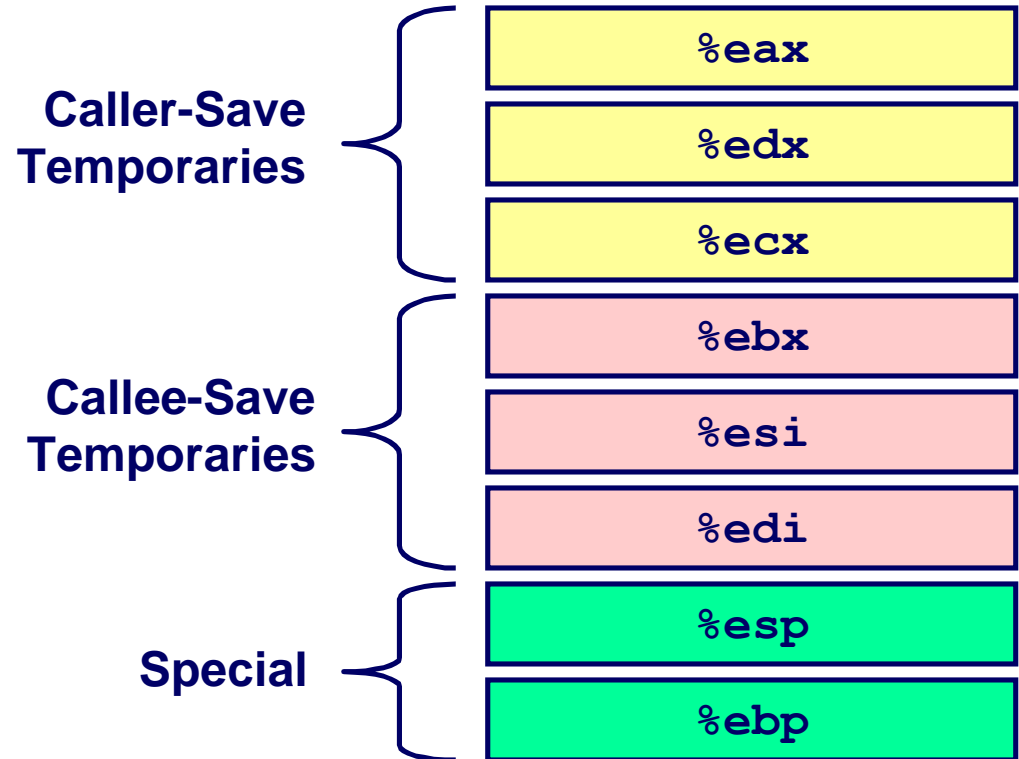 Caller-Save
Temporaries
%eax
%edx
%ecx
Callee-Save
Temporaries
%ebx
%esi
%edi
Special
%esp
%ebp